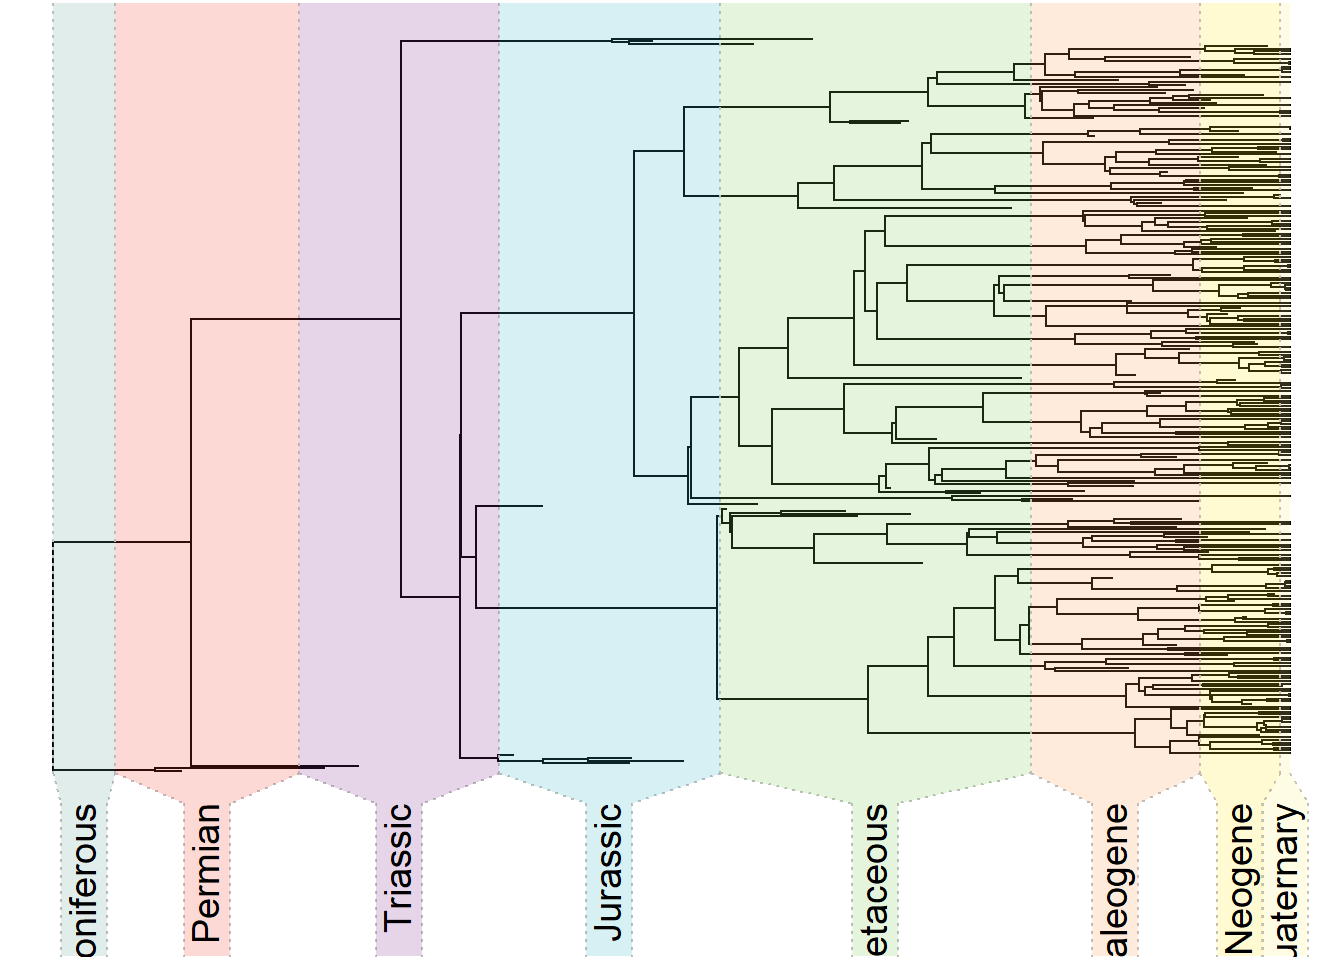 oniferous
Permian
Triassic
Jurassic
etaceous
aleogene
Neogene
uaternary